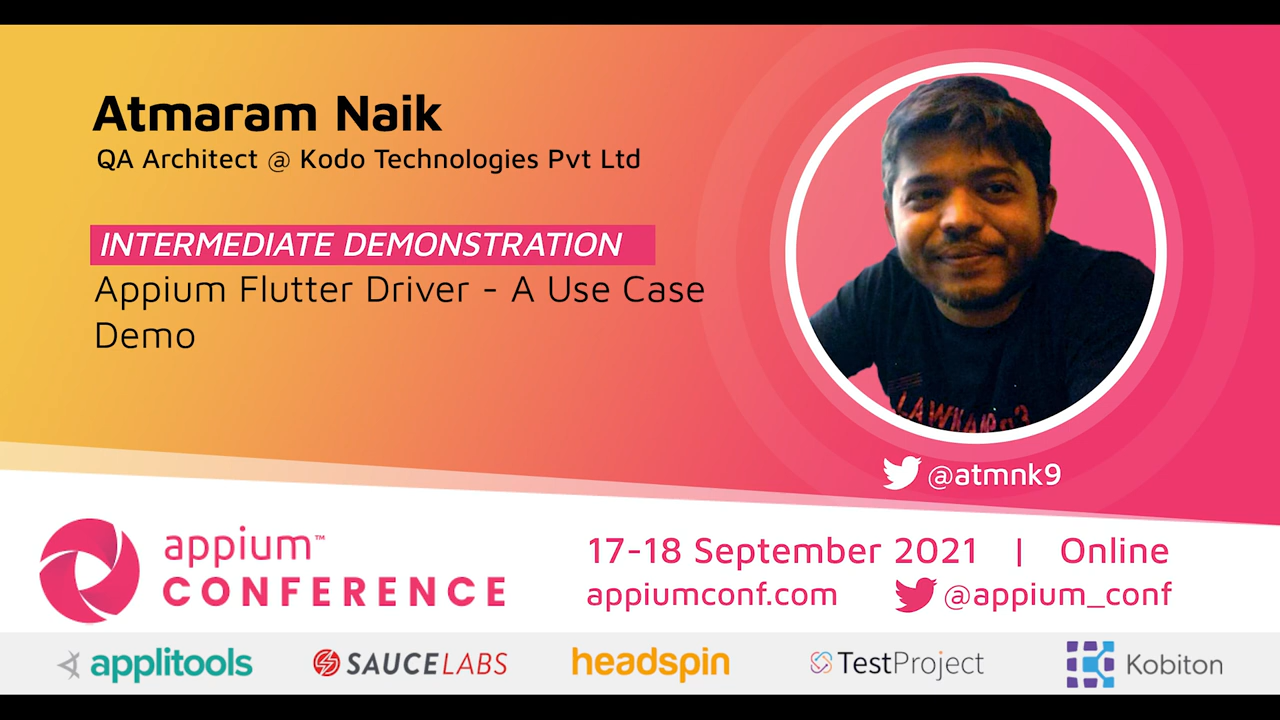 Atmaram Naik
QA Architect @ Kodo Technologies Pvt Ltd
INTERMEDIATE DEMONSTRATION
Appium Flutter Driver - A Use Case
Demo
@atmnk9
appium™
CONFERENCE
17-18 September 2021 | Online
appiumconf.com @appium_conf
applitools SAUCELABS headspin TestProject Kobiton